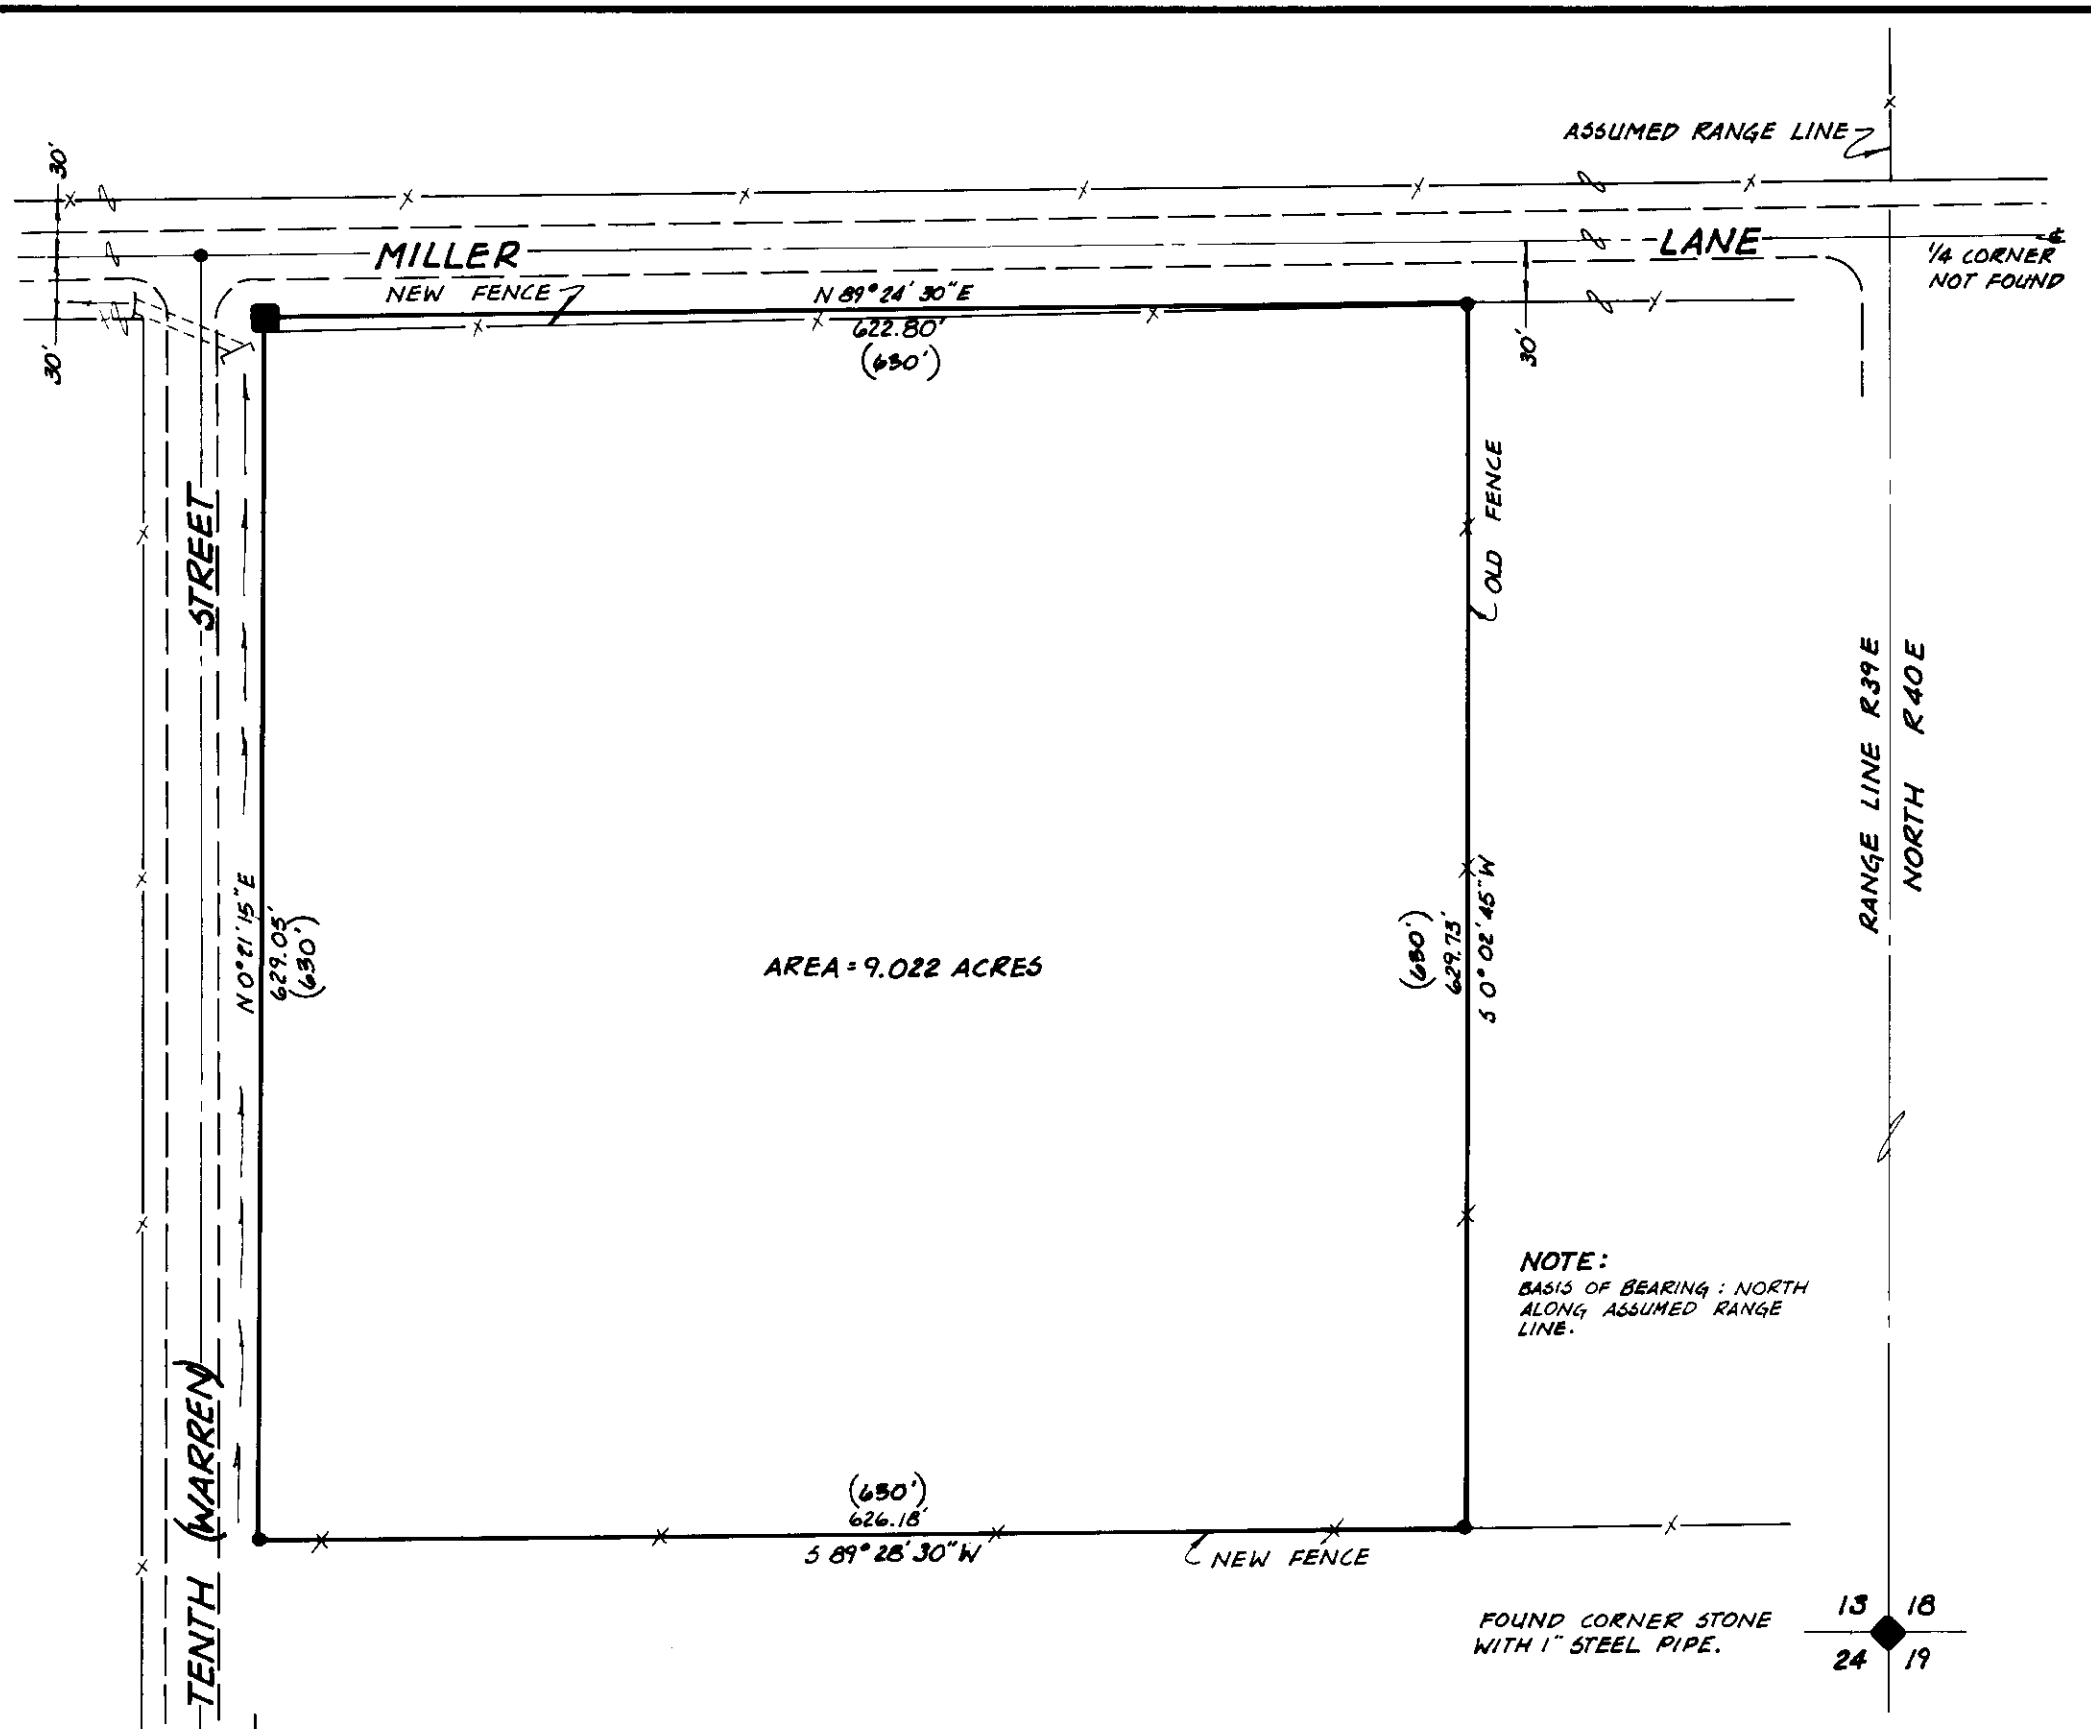 ASSUMED RANGE LINE
30'
MILLER LANE
℄
1/4 CORNER
NOT FOUND
NEW FENCE
N 89° 24' 30" E
622.80'
(630')
30'
30'
STREET
OLD FENCE
RANGE LINE R39E
NORTH R40E
N 0° 21' 15" E
629.05'
(630')
AREA = 9.022 ACRES
(630')
629.73'
S 0° 02' 45" W
NOTE:
BASIS OF BEARING : NORTH
ALONG ASSUMED RANGE
LINE.
TENTH (WARREN)
(630')
626.18'
S 89° 28' 30" W
NEW FENCE
FOUND CORNER STONE
WITH 1" STEEL PIPE.
13 18
24 19